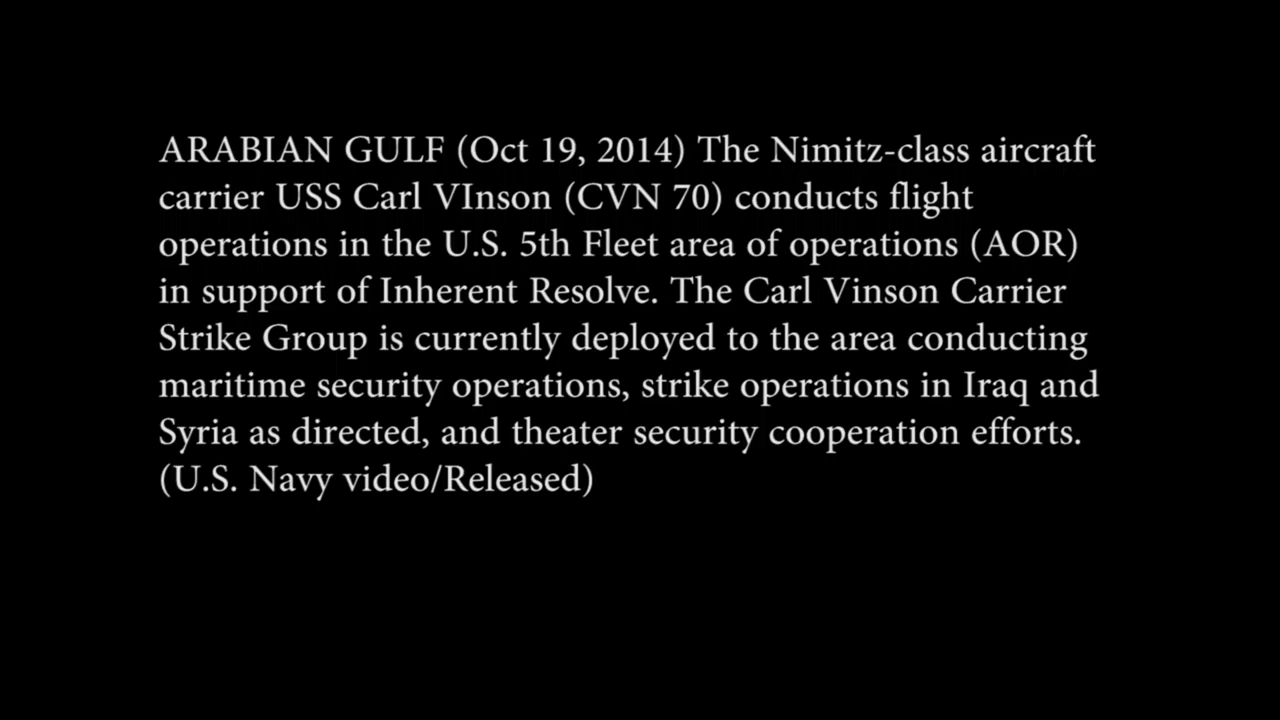 ARABIAN GULF (Oct 19, 2014) The Nimitz-class aircraft
carrier USS Carl VInson (CVN 70) conducts flight
operations in the U.S. 5th Fleet area of operations (AOR)
in support of Inherent Resolve. The Carl Vinson Carrier
Strike Group is currently deployed to the area conducting
maritime security operations, strike operations in Iraq and
Syria as directed, and theater security cooperation efforts.
(U.S. Navy video/Released)